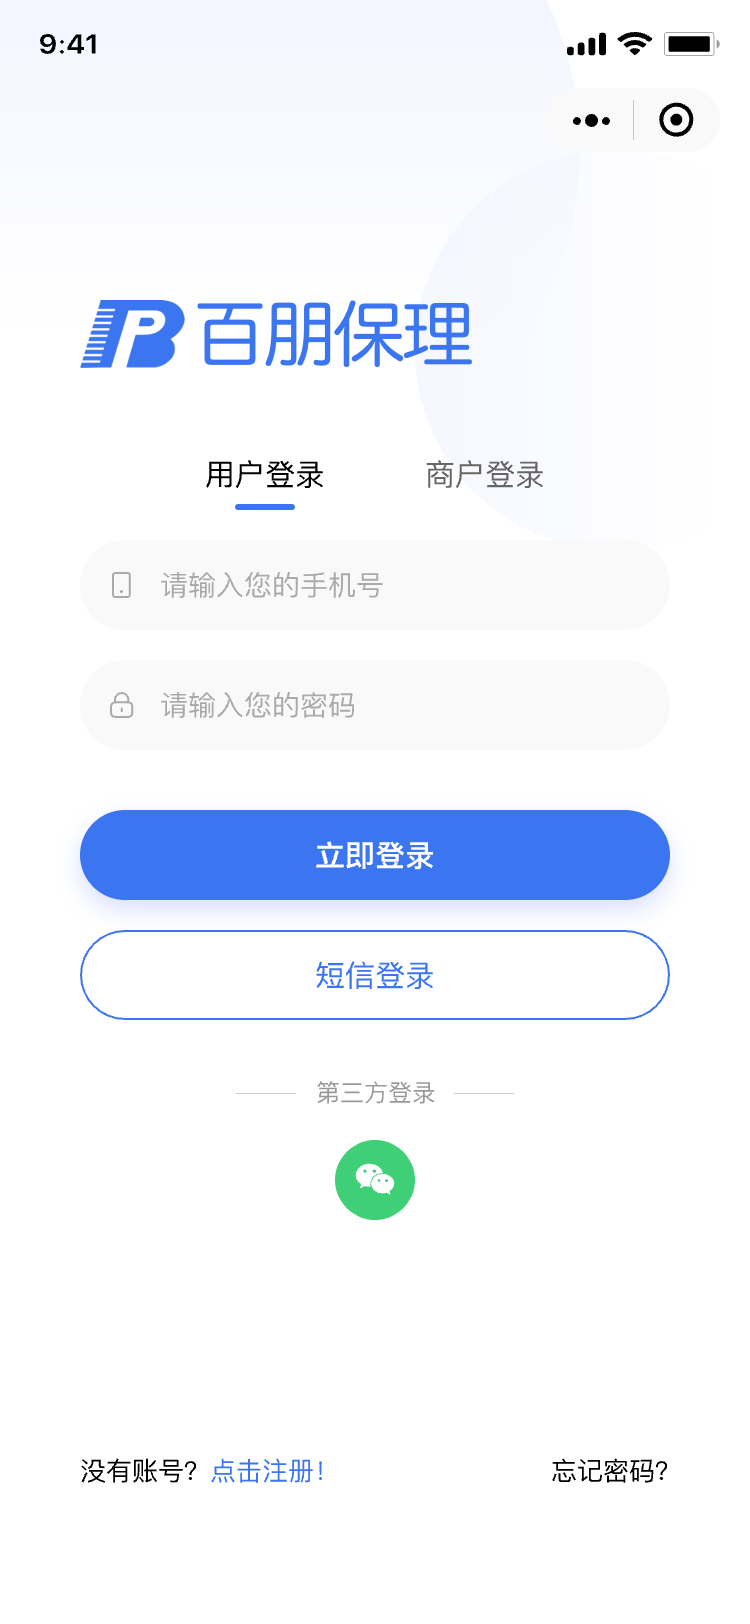 9:41
百朋保理
用户登录 商户登录
请输入您的手机号
请输入您的密码
立即登录
短信登录
第三方登录
没有账号? 点击注册! 忘记密码?